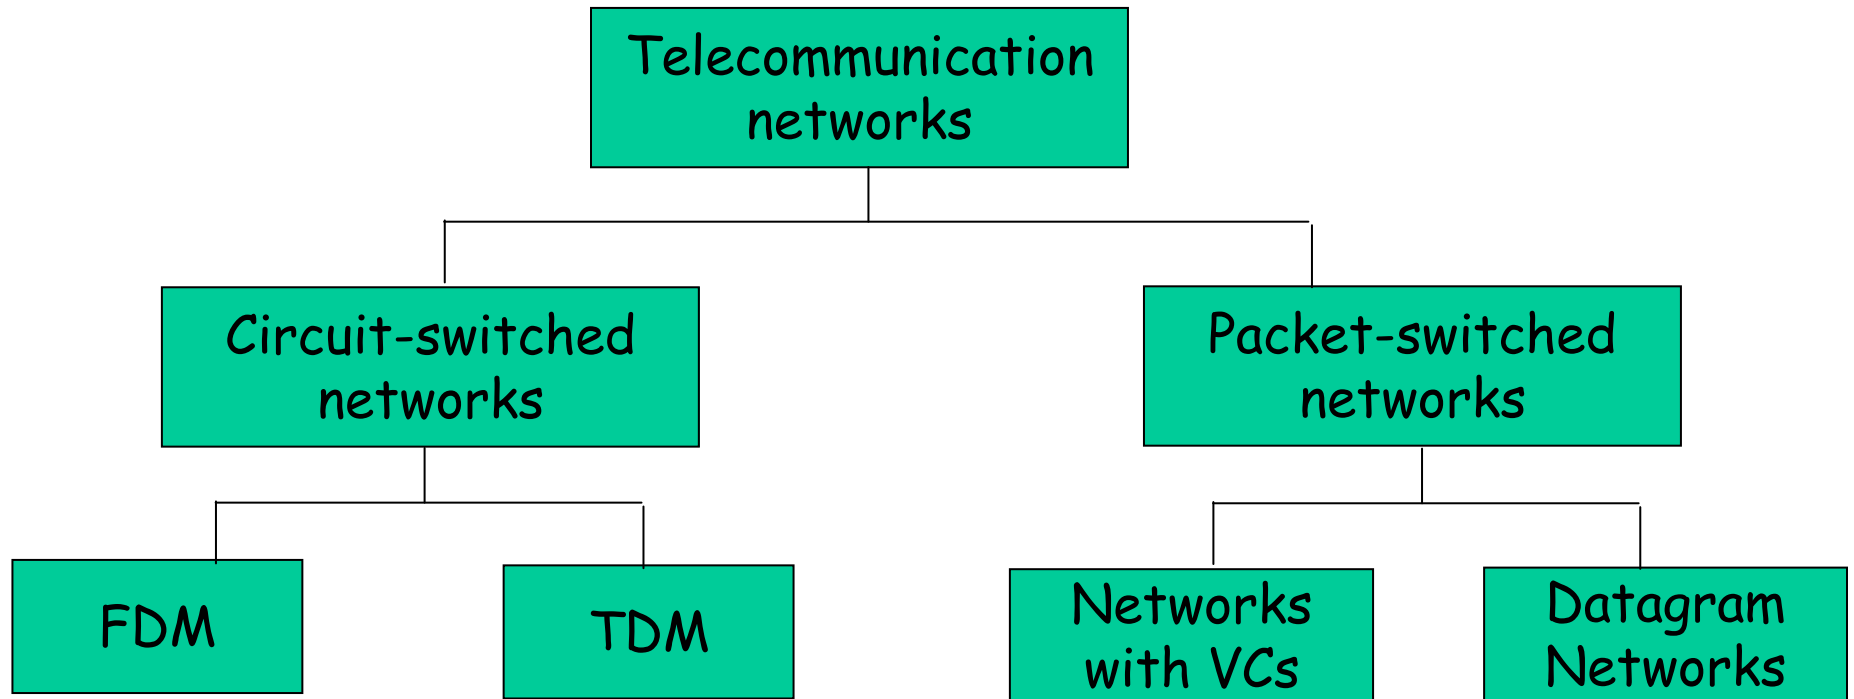 Telecommunication
networks
Circuit-switched
networks
Packet-switched
networks
FDM
TDM
Networks
with VCs
Datagram
Networks